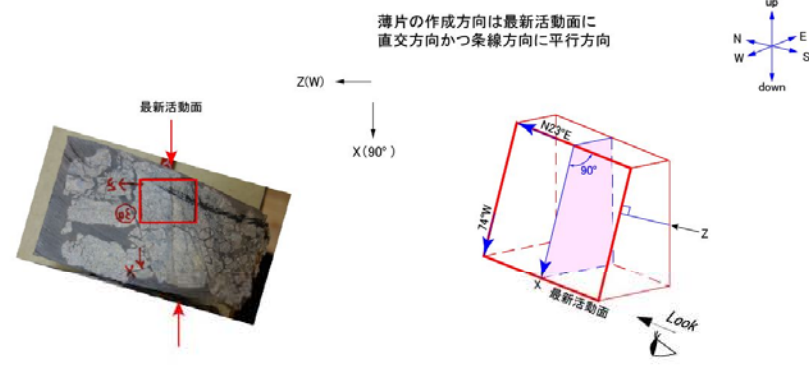 薄片の作成方向は最新活動面に
直交方向かつ条線方向に平行方向
up
N
E
W
S
down
Z(W)
X(90°)
最新活動面
Z
30
X
N23°E
90°
74°W
Z
X
最新活動面
Look